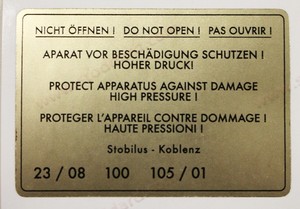 NICHT ÖFFNEN ! DO NOT OPEN ! PAS OUVRIR !
APARAT VOR BESCHÄDIGUNG SCHUTZEN !
HOHER DRUCK!
PROTECT APPARATUS AGAINST DAMAGE
HIGH PRESSURE !
PROTEGER L'APPAREIL CONTRE DOMMAGE !
HAUTE PRESSION!
Stobilus - Koblenz
23 / 08 100 105 / 01